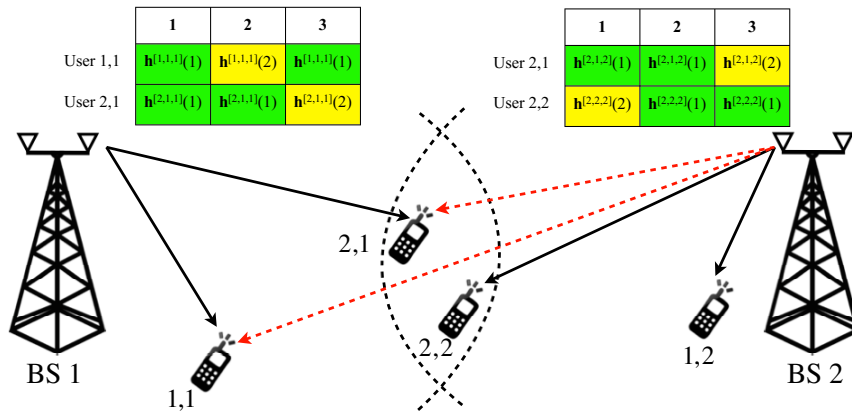 1 2 3
User 1,1 h[1,1,1](1) h[1,1,1](2) h[1,1,1](1)
User 2,1 h[2,1,1](1) h[2,1,1](1) h[2,1,1](2)
1 2 3
User 2,1 h[2,1,2](1) h[2,1,2](1) h[2,1,2](2)
User 2,2 h[2,2,2](2) h[2,2,2](1) h[2,2,2](1)
2,1
2,2
1,2
1,1
BS 1
BS 2